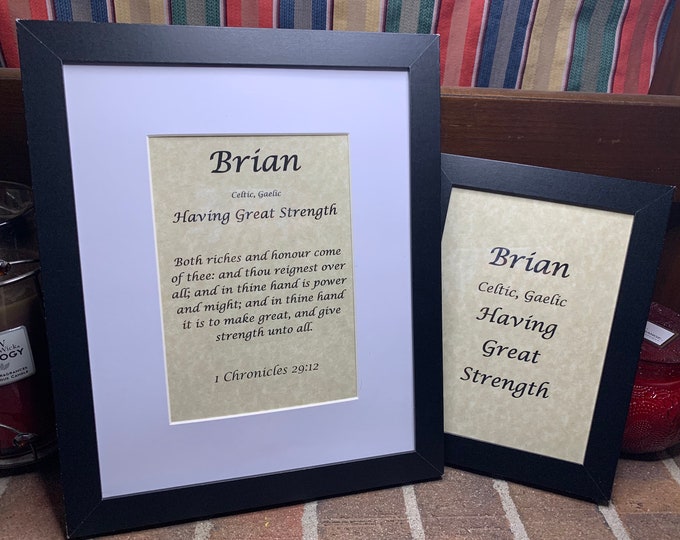 Brian
Celtic, Gaelic
Having Great Strength
Both riches and honour come
of thee: and thou reignest over
all; and in thine hand is power
and might; and in thine hand
it is to make great, and give
strength unto all.
1 Chronicles 29:12
Brian
Celtic, Gaelic
Having
Great
Strength